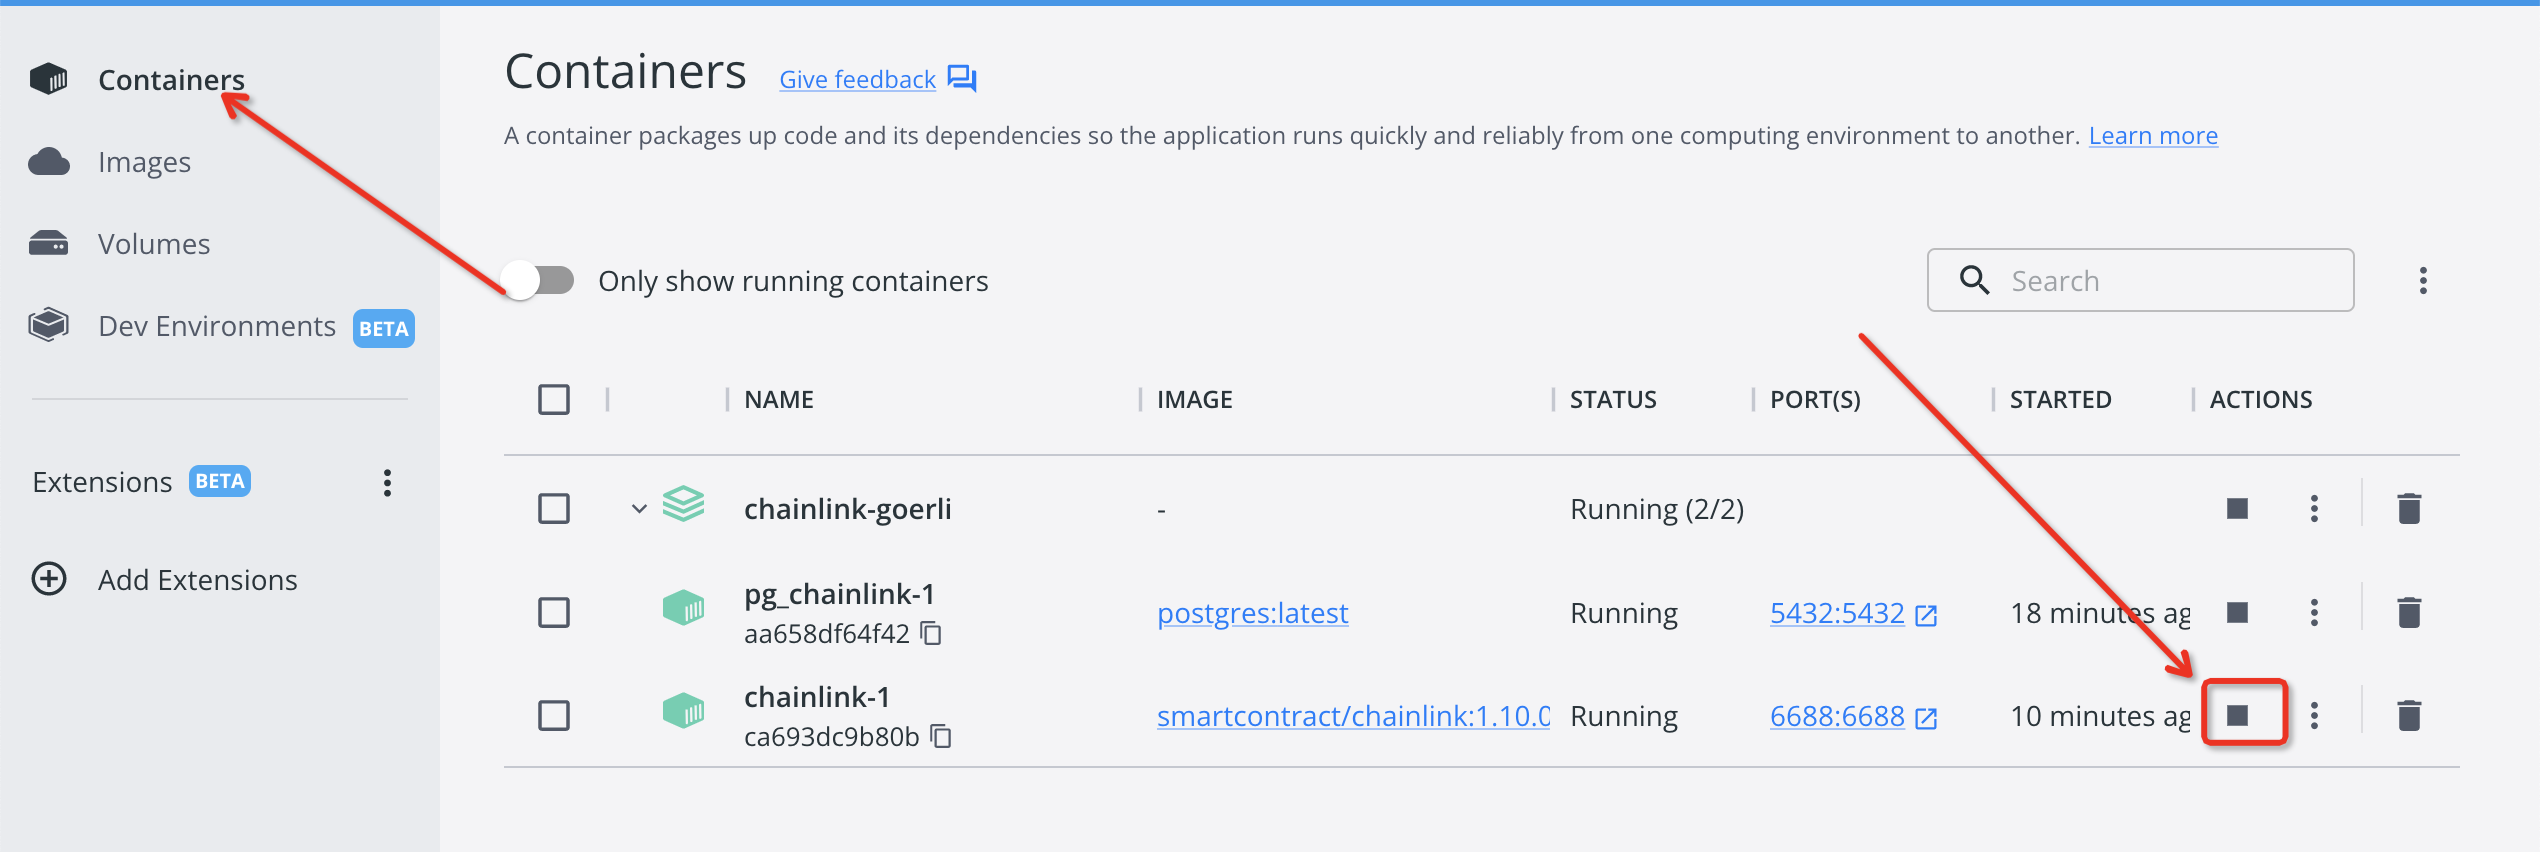 Containers
Images
Volumes
Dev Environments BETA
Extensions BETA
Add Extensions
Containers Give feedback
A container packages up code and its dependencies so the application runs quickly and reliably from one computing environment to another. Learn more
Only show running containers
Search
NAME IMAGE STATUS PORT(S) STARTED ACTIONS
chainlink-goerli - Running (2/2)
pg_chainlink-1
aa658df64f42
postgres:latest Running 5432:5432 18 minutes ag
chainlink-1
ca693dc9b80b
smartcontract/chainlink:1.10.0 Running 6688:6688 10 minutes ag